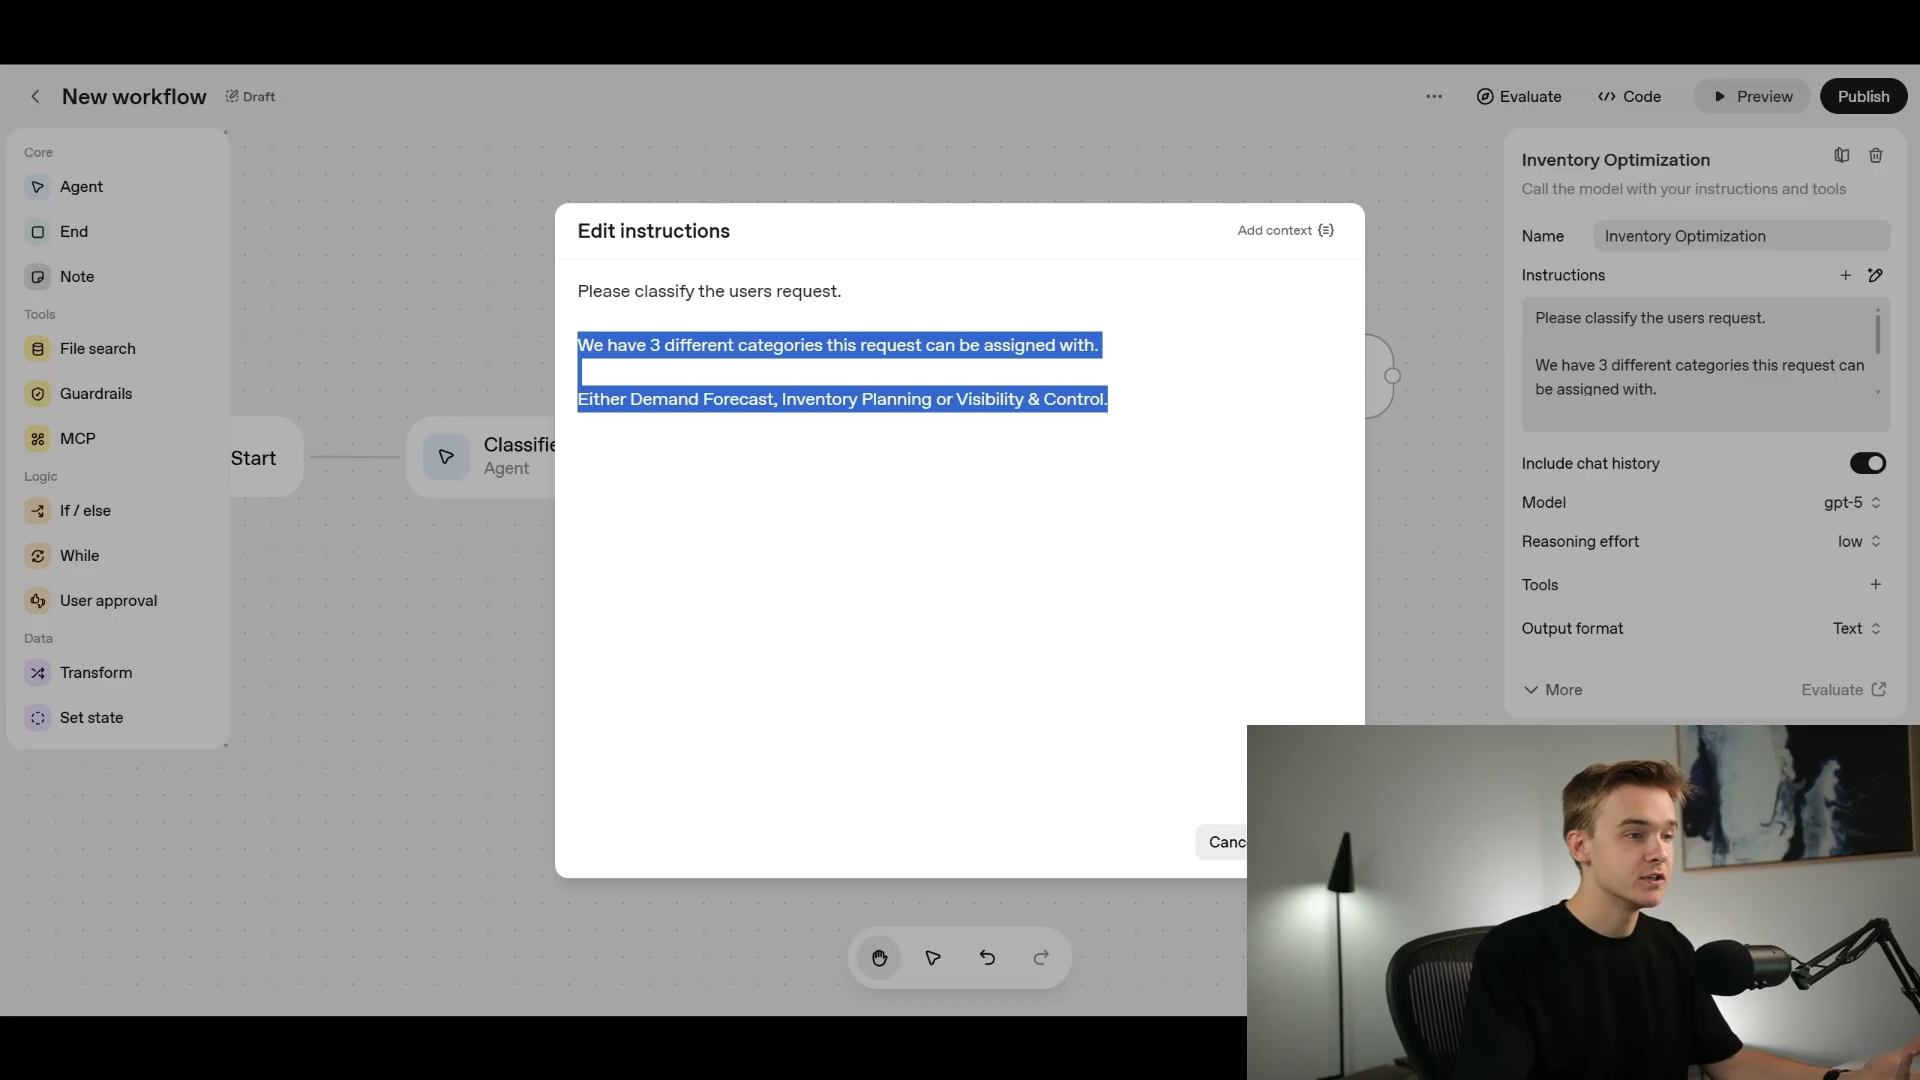 New workflow
Draft
Evaluate
Code
Preview
Publish
Core
Agent
End
Note
Tools
File search
Guardrails
MCP
Logic
If / else
While
User approval
Data
Transform
Set state
Start
Classifie
Agent
Edit instructions
Add context
Please classify the users request.
We have 3 different categories this request can be assigned with.
Either Demand Forecast, Inventory Planning or Visibility & Control.
Canc
Inventory Optimization
Call the model with your instructions and tools
Name
Inventory Optimization
Instructions
Please classify the users request.
We have 3 different categories this request can
be assigned with.
Include chat history
Model
gpt-5
Reasoning effort
low
Tools
Output format
Text
More
Evaluate